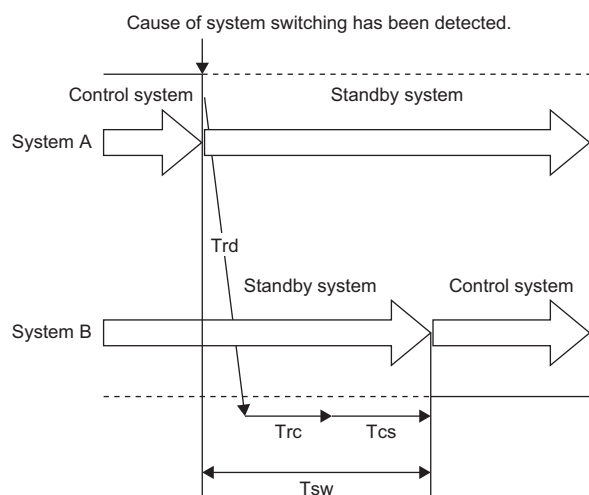 Cause of system switching has been detected.
Control system
Standby system
System A
Trd
Standby system
Control system
System B
Trc
Tcs
Tsw